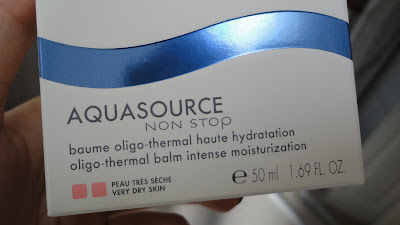 AQUASOURCE
NON STOP
baume oligo-thermal haute hydratation
oligo-thermal balm intense moisturization
PEAU TRÈS SÈCHE
VERY DRY SKIN
℮ 50 ml 1.69 FL. OZ.